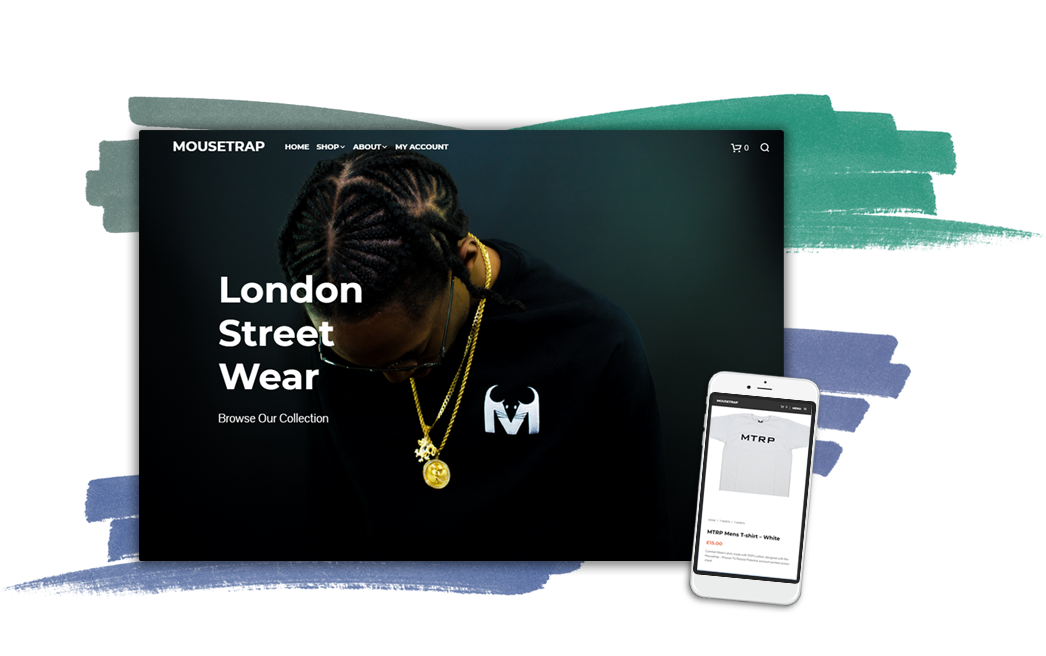 MOUSETRAP
HOME SHOP ABOUT MY ACCOUNT
0
London
Street
Wear
Browse Our Collection
M
MOUSETRAP
0 MENU
MTRP
MTRP Mens T-shirt – White
£15.00